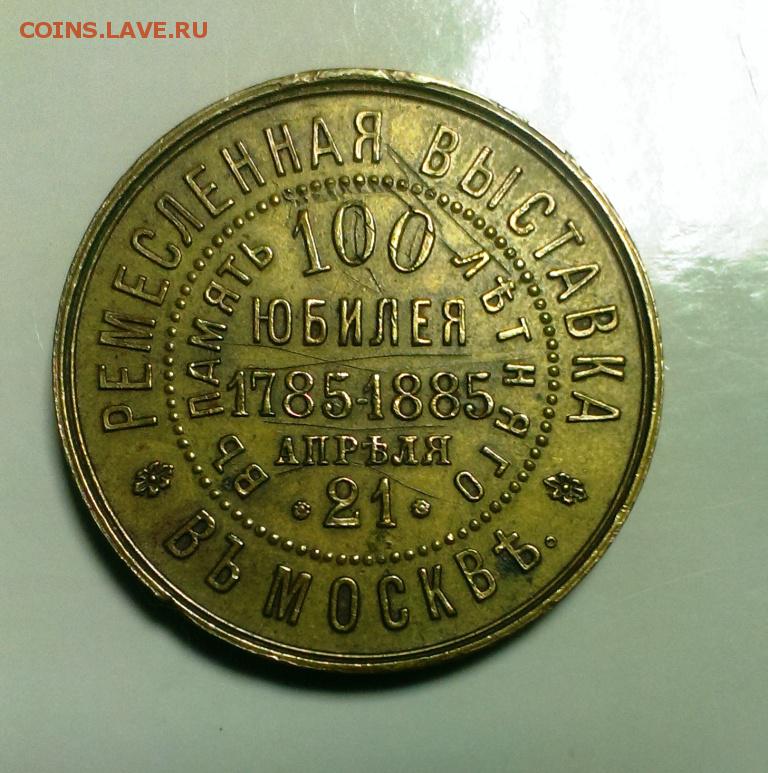 COINS.LAVE.RU
РЕМЕСЛЕННАЯ ВЫСТАВКА
ВЪ МОСКВѢ.
ВЪ ПАМЯТЬ 100 ЛѢТНЯГО
ЮБИЛЕЯ
1785-1885
АПРѢЛЯ
21